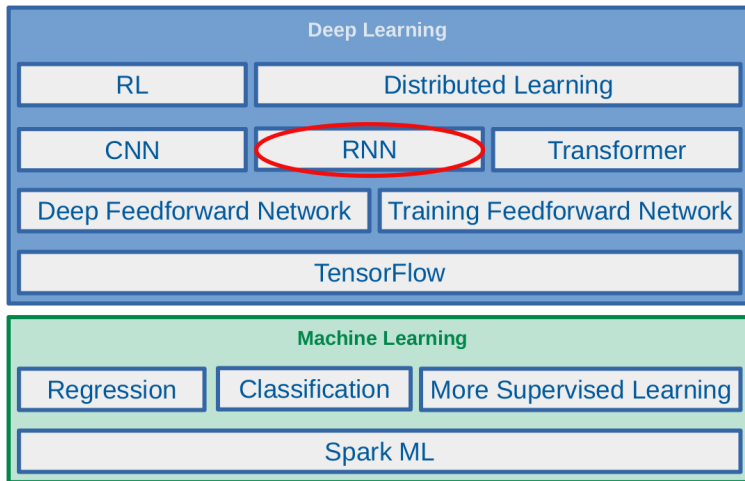 Deep Learning
RL
Distributed Learning
CNN
RNN
Transformer
Deep Feedforward Network
Training Feedforward Network
TensorFlow
Machine Learning
Regression
Classification
More Supervised Learning
Spark ML